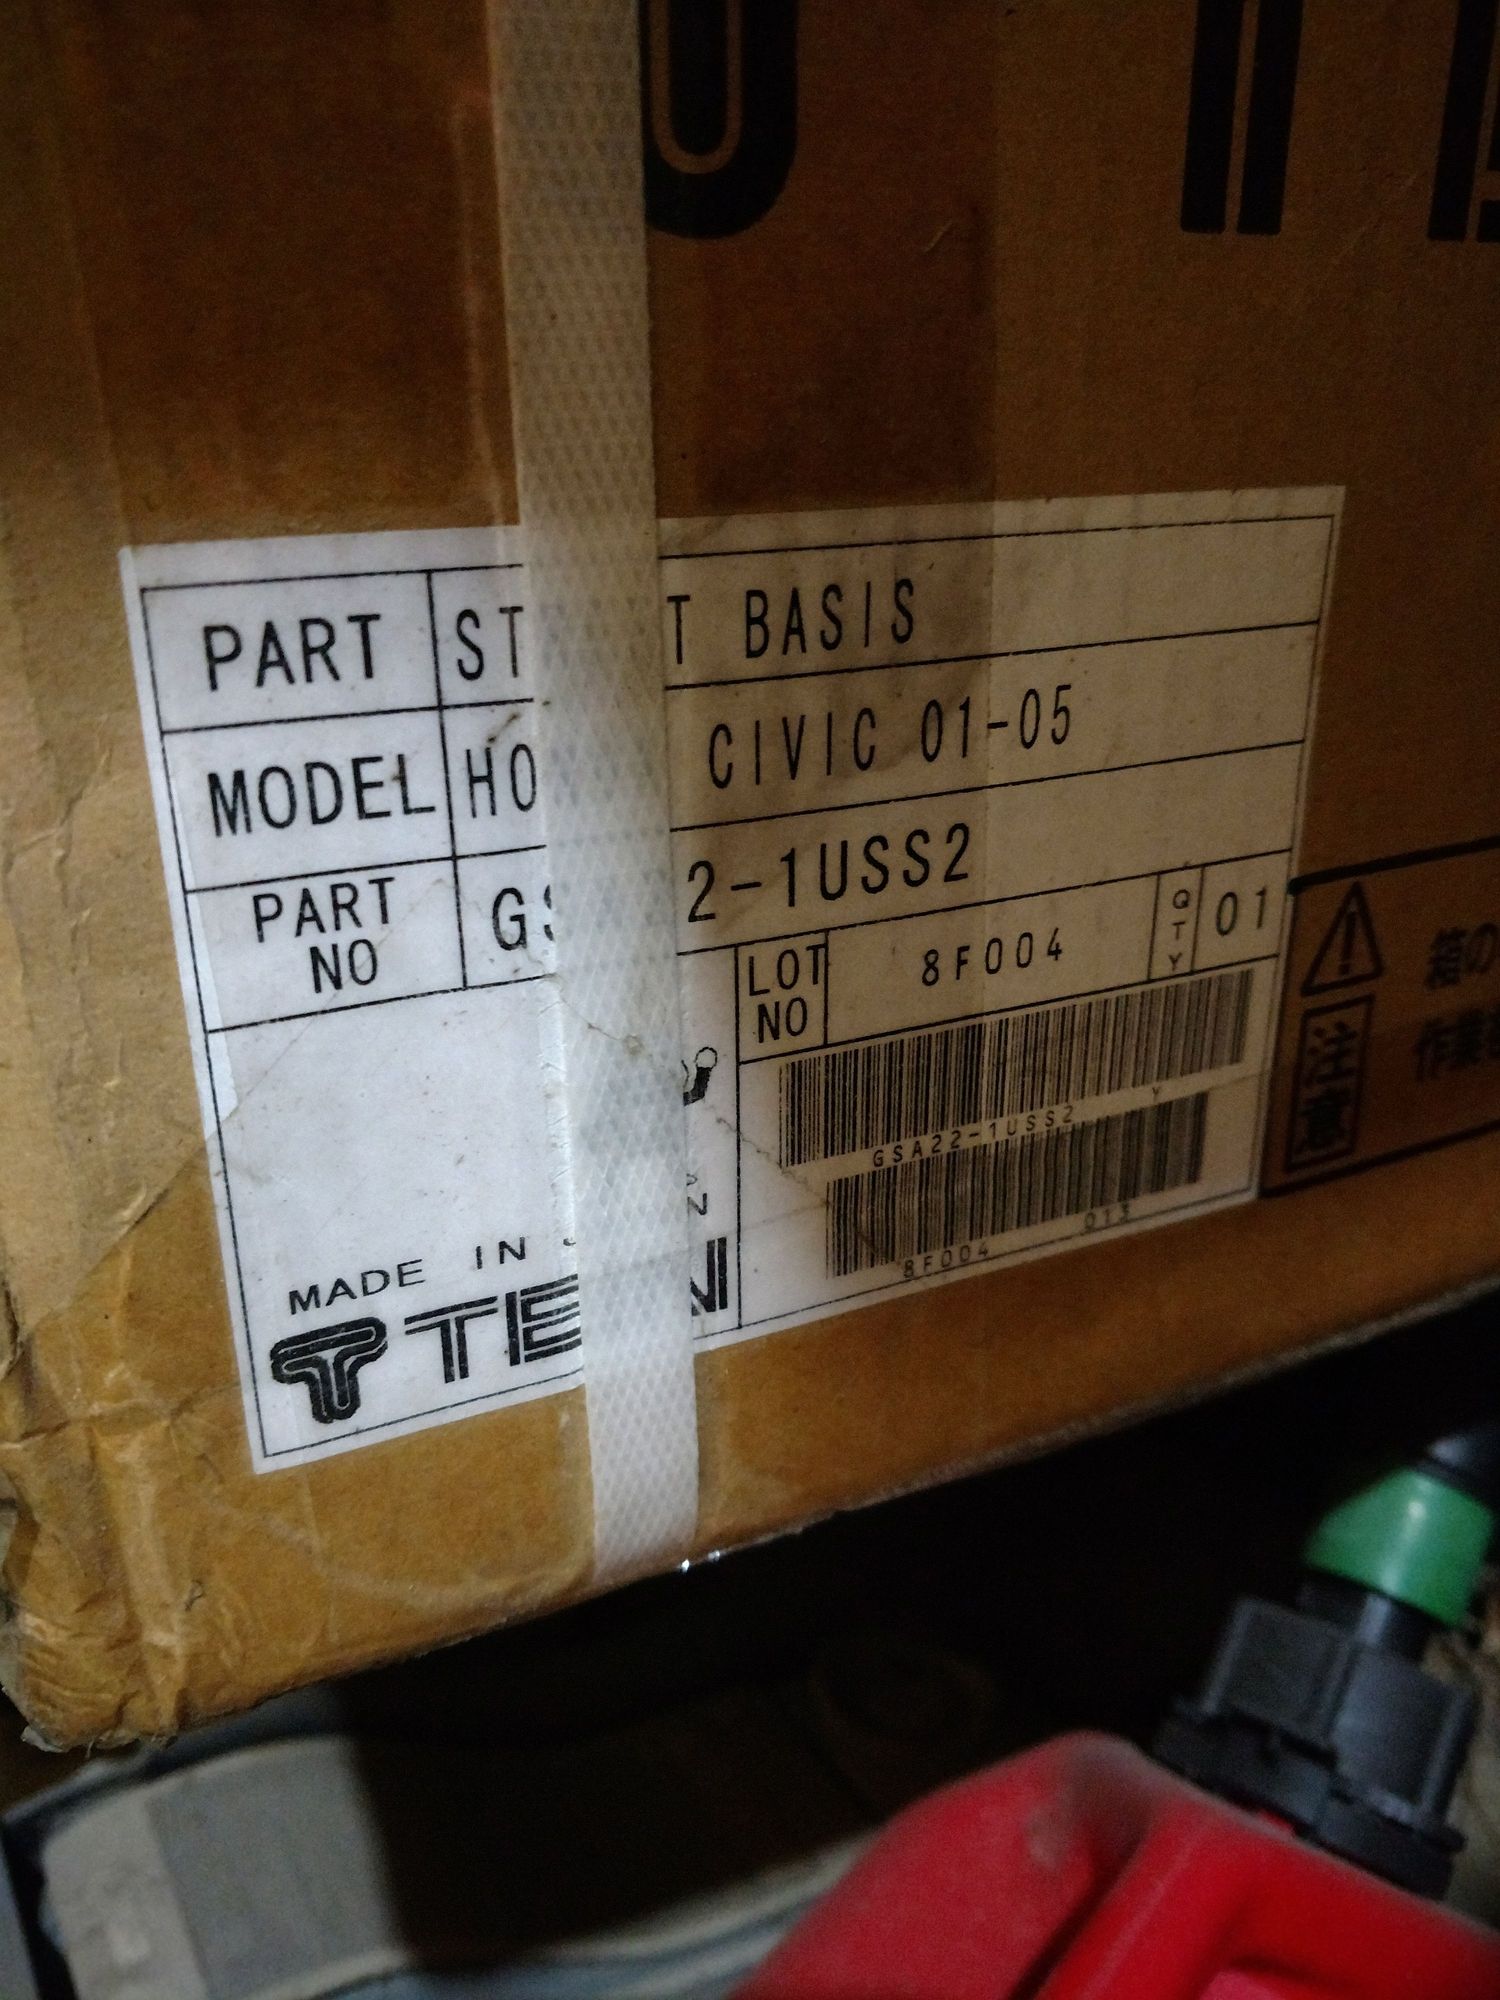 PART ST T BASIS
MODEL HO CIVIC 01-05
PART NO G 2-1USS2
LOT NO 8F004 QTY 01
GSA22-1USS2 Y
8F004 013
MADE IN
TE N
注意
箱の
作業